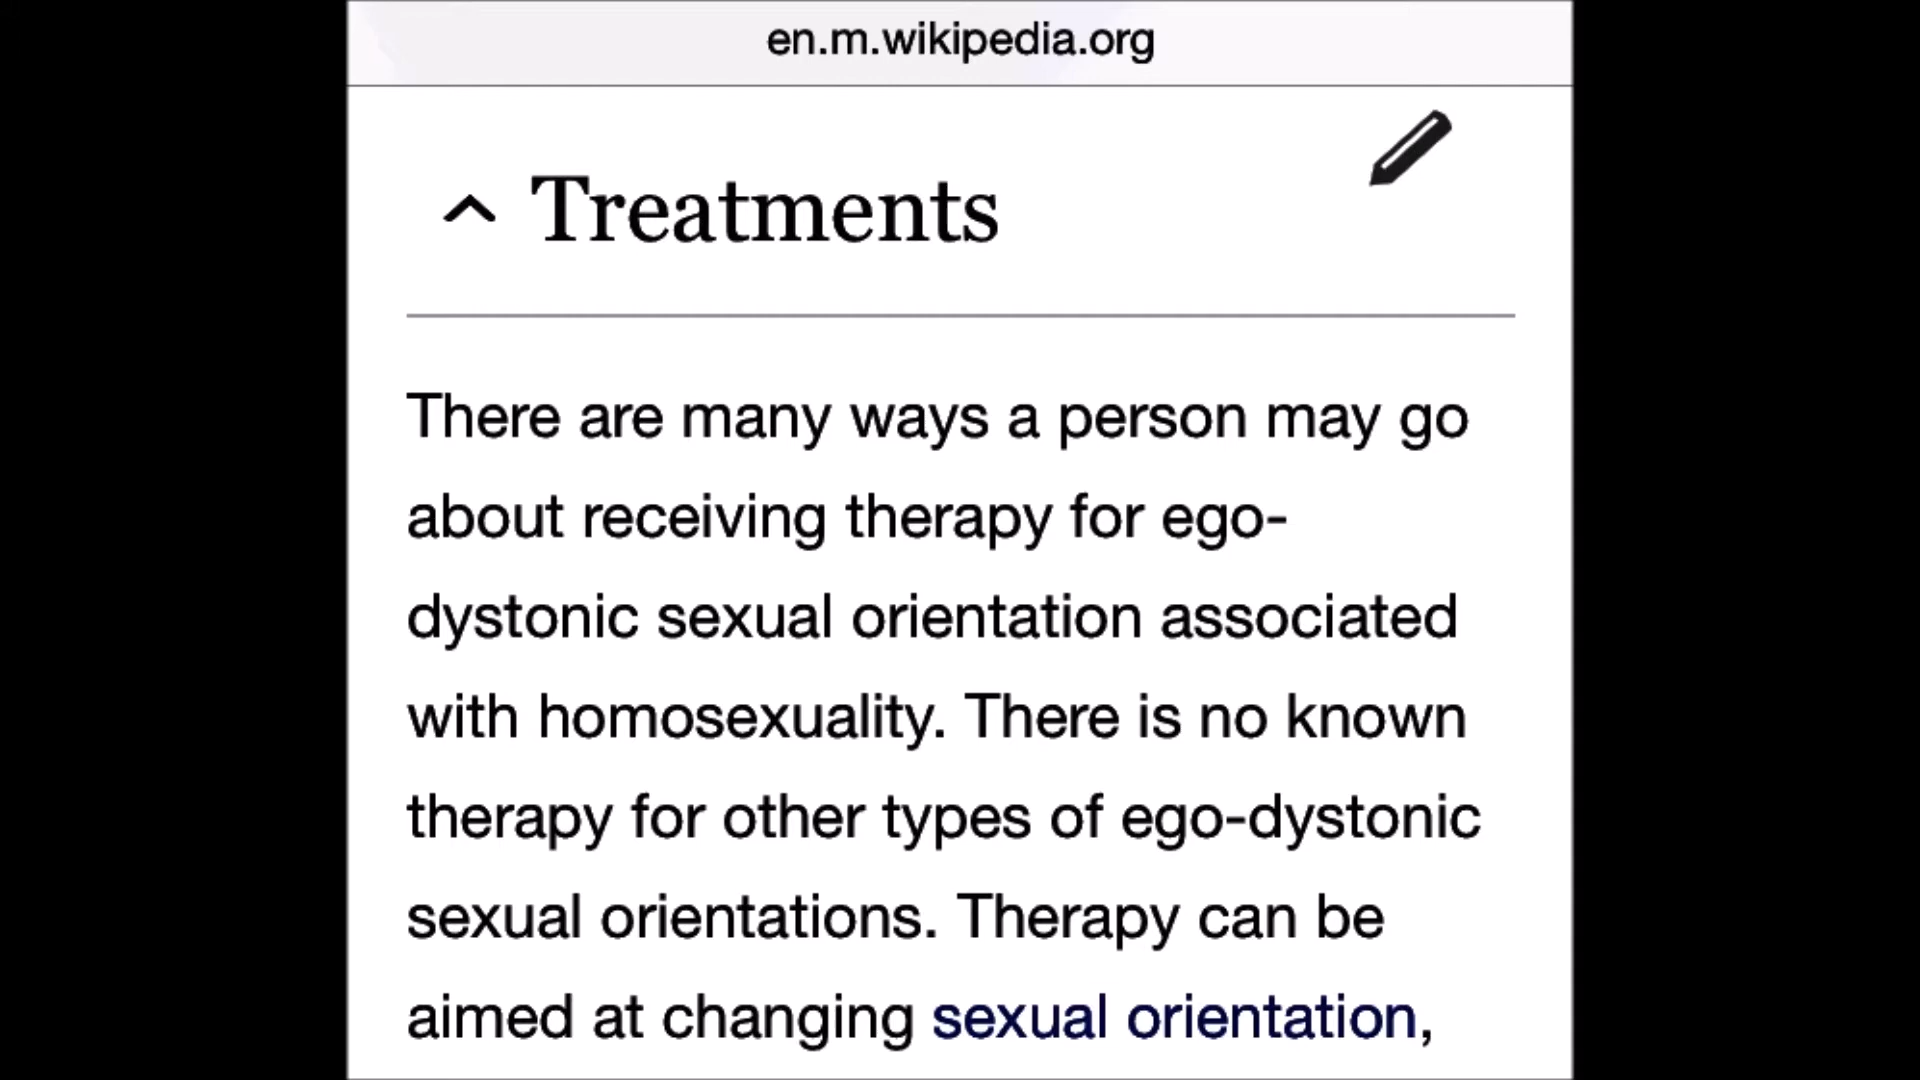 en.m.wikipedia.org
Treatments
There are many ways a person may go
about receiving therapy for ego-
dystonic sexual orientation associated
with homosexuality. There is no known
therapy for other types of ego-dystonic
sexual orientations. Therapy can be
aimed at changing sexual orientation,